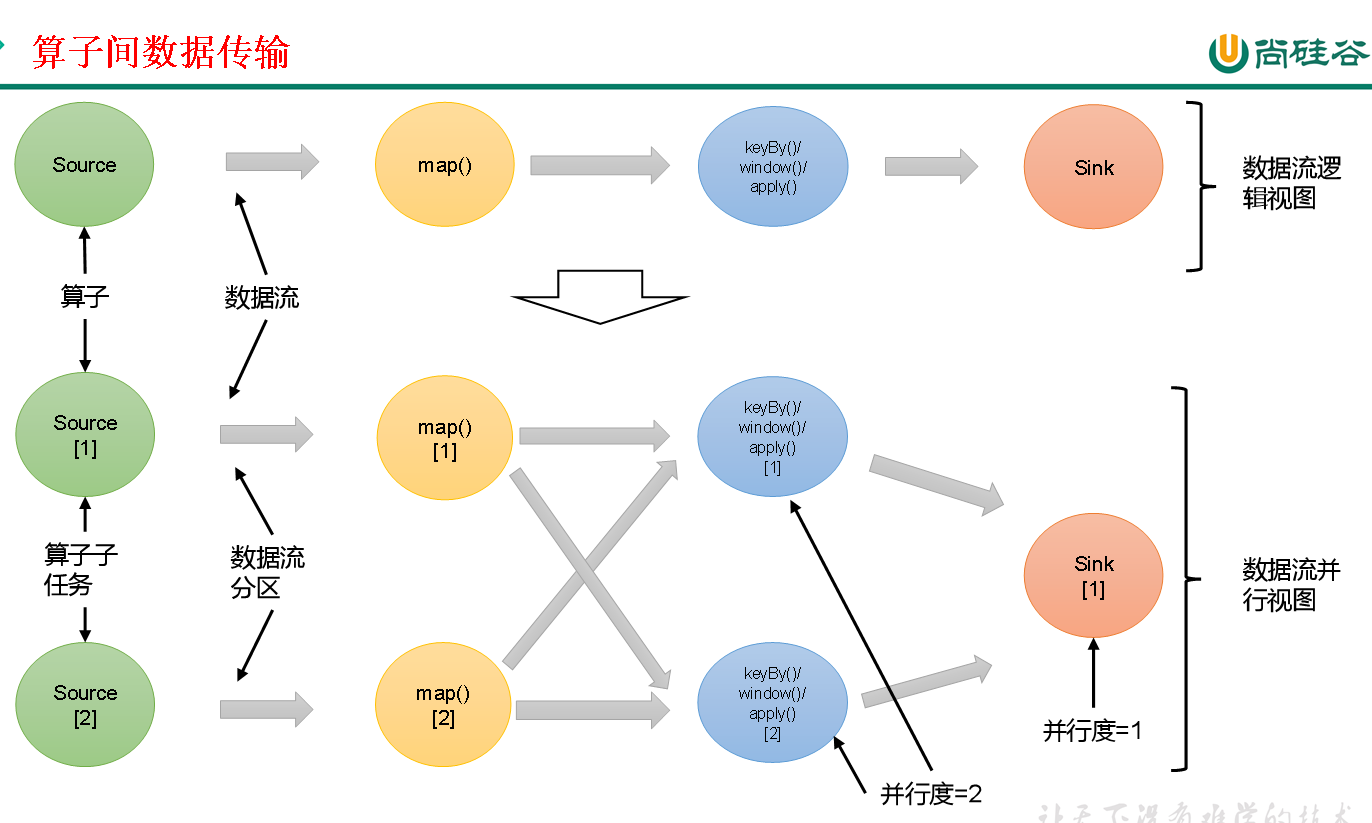 算子间数据传输
尚硅谷
Source
map()
keyBy()/
window()/
apply()
Sink
数据流逻
辑视图
算子
数据流
Source
[1]
map()
[1]
keyBy()/
window()/
apply()
[1]
算子子
任务
数据流
分区
Sink
[1]
数据流并
行视图
Source
[2]
map()
[2]
keyBy()/
window()/
apply()
[2]
并行度=1
并行度=2
让天下没有难学的技术